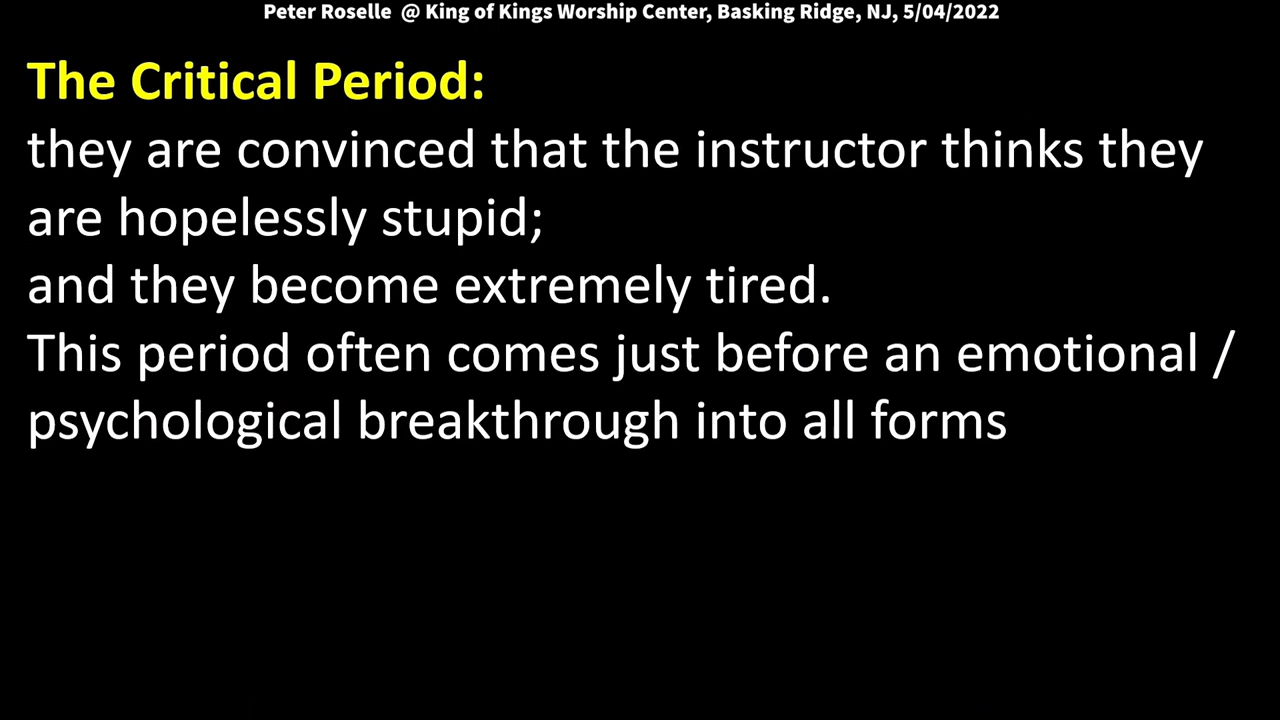 Peter Roselle @ King of Kings Worship Center, Basking Ridge, NJ, 5/04/2022
The Critical Period:
they are convinced that the instructor thinks they
are hopelessly stupid;
and they become extremely tired.
This period often comes just before an emotional /
psychological breakthrough into all forms